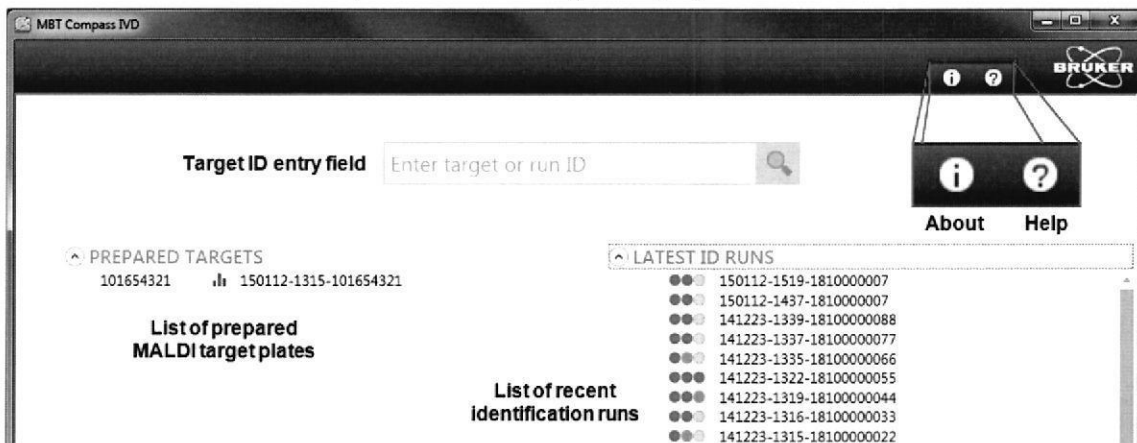 MBT Compass IVD
BRUKER
Target ID entry field
Enter target or run ID
About
Help
PREPARED TARGETS
101654321 150112-1315-101654321
List of prepared
MALDI target plates
LATEST ID RUNS
150112-1519-1810000007
150112-1437-1810000007
141223-1339-18100000088
141223-1337-18100000077
141223-1335-18100000066
141223-1322-18100000055
141223-1319-18100000044
141223-1316-18100000033
141223-1315-18100000022
List of recent
identification runs